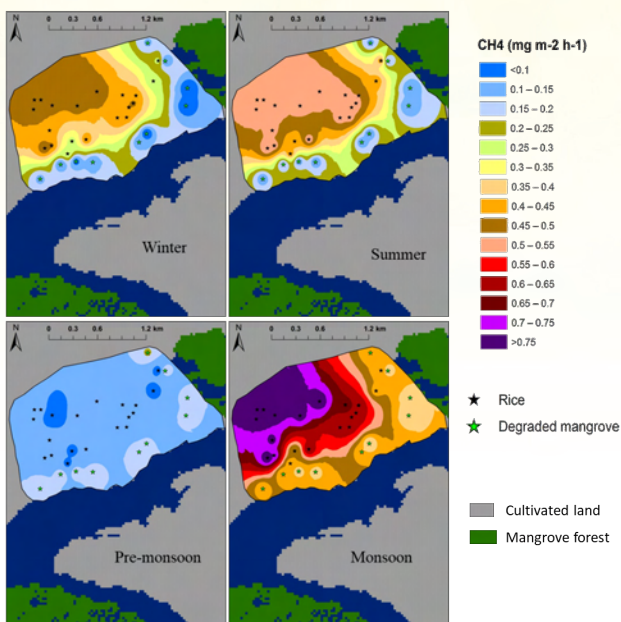 N
0 0.3 0.6 1.2 km
Winter
N
0 0.3 0.6 1.2 km
Summer
N
0 0.3 0.6 1.2 km
Pre-monsoon
N
0 0.3 0.6 1.2 km
Monsoon
CH4 (mg m-2 h-1)
<0.1
0.1 – 0.15
0.15 – 0.2
0.2 – 0.25
0.25 – 0.3
0.3 – 0.35
0.35 – 0.4
0.4 – 0.45
0.45 – 0.5
0.5 – 0.55
0.55 – 0.6
0.6 – 0.65
0.65 – 0.7
0.7 – 0.75
>0.75
Rice
Degraded mangrove
Cultivated land
Mangrove forest